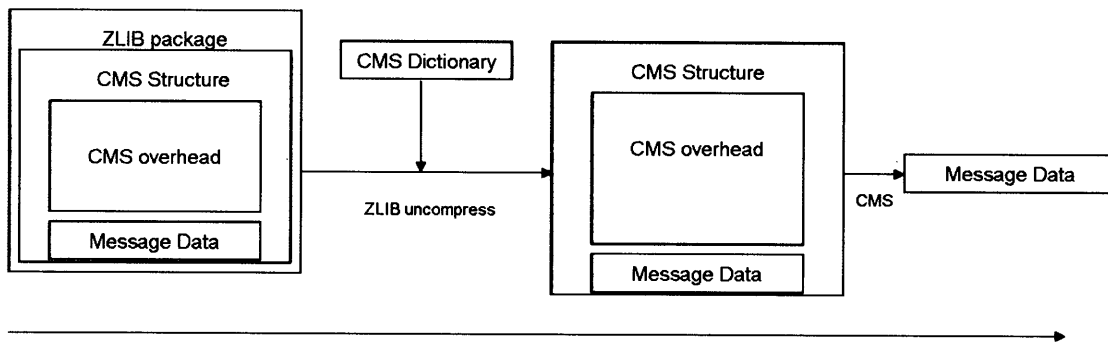 ZLIB package
CMS Structure
CMS overhead
Message Data
CMS Dictionary
ZLIB uncompress
CMS Structure
CMS overhead
Message Data
CMS
Message Data